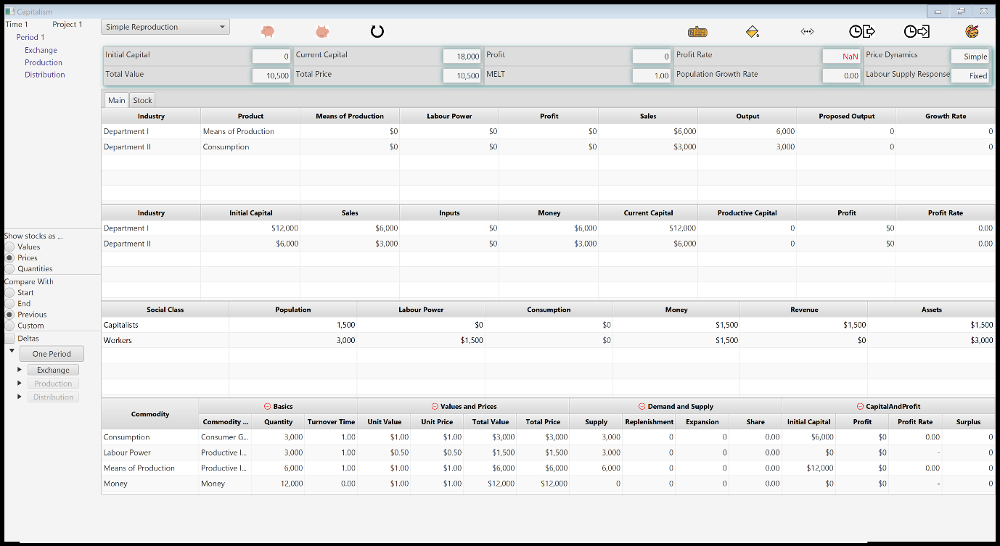 Capitalism
Time 1 Project 1
Period 1
Exchange
Production
Distribution
Simple Reproduction
Initial Capital 0 Current Capital 18,000 Profit 0 Profit Rate NaN Price Dynamics Simple
Total Value 10,500 Total Price 10,500 MELT 1.00 Population Growth Rate 0.00 Labour Supply Response Fixed
Main Stock
Industry Product Means of Production Labour Power Profit Sales Output Proposed Output Growth Rate
Department I Means of Production $0 $0 $0 $6,000 6,000 0 0
Department II Consumption $0 $0 $0 $3,000 3,000 0 0
Industry Initial Capital Sales Inputs Money Current Capital Productive Capital Profit Profit Rate
Department I $12,000 $6,000 $0 $6,000 $12,000 0 $0 0.00
Department II $6,000 $3,000 $0 $3,000 $6,000 0 $0 0.00
Show stocks as ...
Values
Prices
Quantities
Compare With
Start
End
Previous
Custom
Deltas
One Period
Exchange
Production
Distribution
Social Class Population Labour Power Consumption Money Revenue Assets
Capitalists 1,500 $0 $0 $1,500 $1,500 $1,500
Workers 3,000 $1,500 $0 $1,500 $0 $3,000
Commodity Basics Values and Prices Demand and Supply CapitalAndProfit
Commodity ... Quantity Turnover Time Unit Value Unit Price Total Value Total Price Supply Replenishment Expansion Share Initial Capital Profit Profit Rate Surplus
Consumption Consumer G... 3,000 1.00 $1.00 $1.00 $3,000 $3,000 3,000 0 0 0.00 $6,000 $0 0.00 0
Labour Power Productive I... 3,000 1.00 $0.50 $0.50 $1,500 $1,500 3,000 0 0 0.00 $0 $0 - 0
Means of Production Productive I... 6,000 1.00 $1.00 $1.00 $6,000 $6,000 6,000 0 0 0.00 $12,000 $0 0.00 0
Money Money 12,000 0.00 $1.00 $1.00 $12,000 $12,000 0 0 0 0.00 $0 $0 - 0